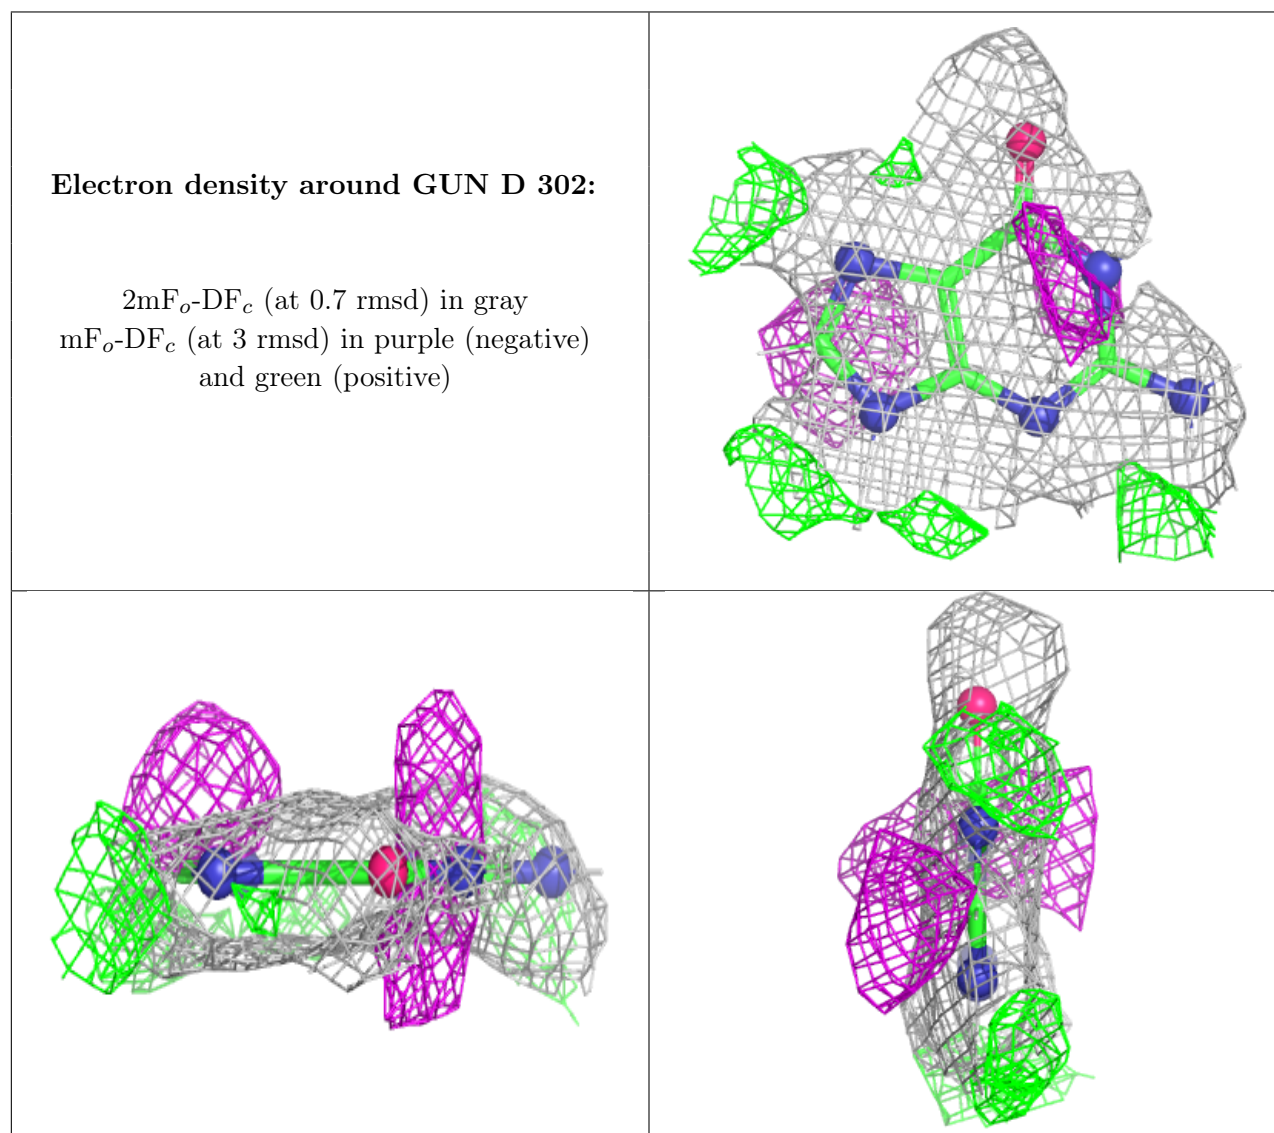 Electron density around GUN D 302:
2mFo-DFc (at 0.7 rmsd) in gray
mFo-DFc (at 3 rmsd) in purple (negative)
and green (positive)